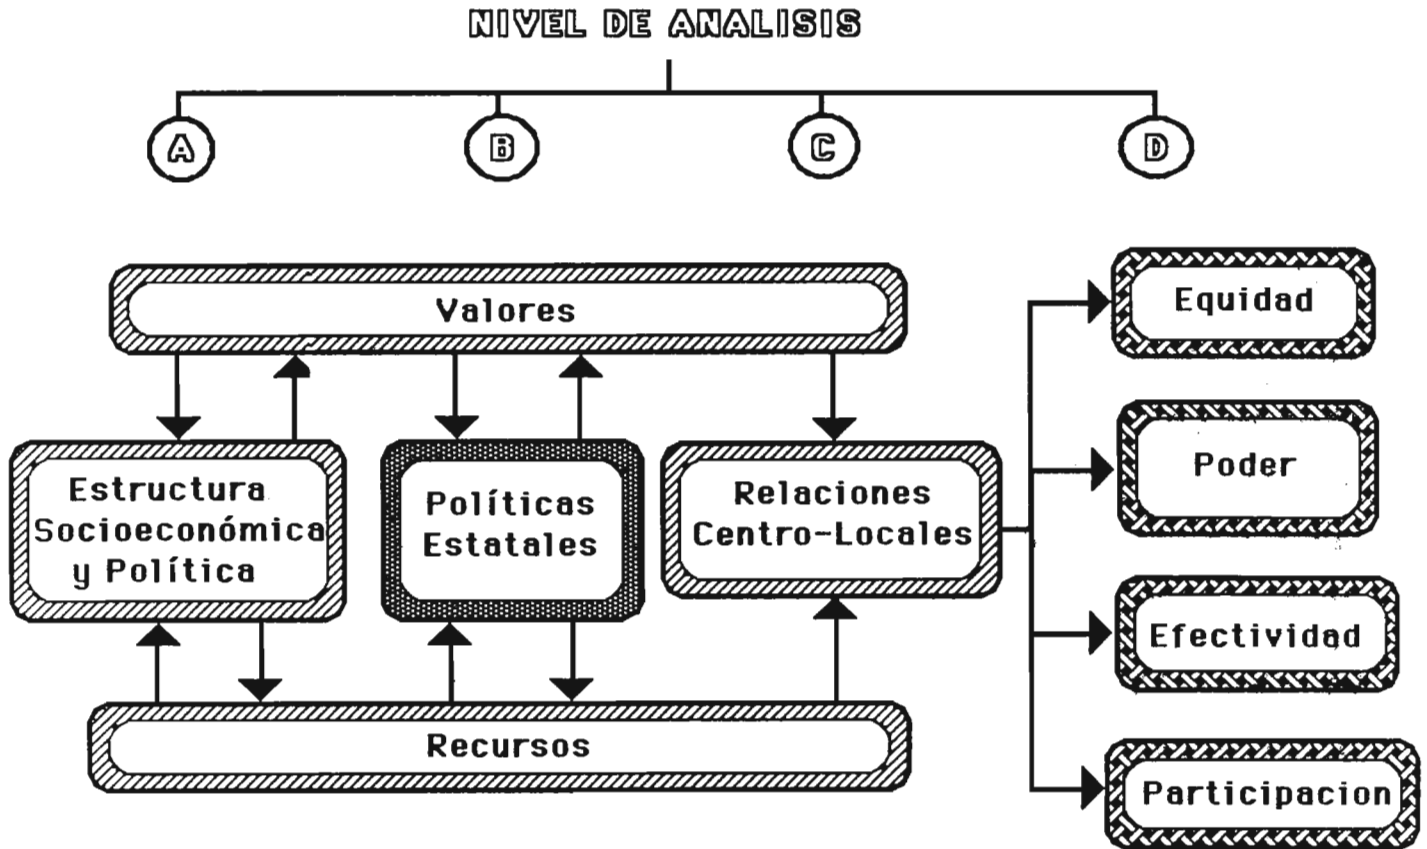 NIVEL DE ANALISIS
A
B
C
D
Valores
Estructura
Socioeconómica
y Política
Políticas
Estatales
Relaciones
Centro-Locales
Recursos
Equidad
Poder
Efectividad
Participacion